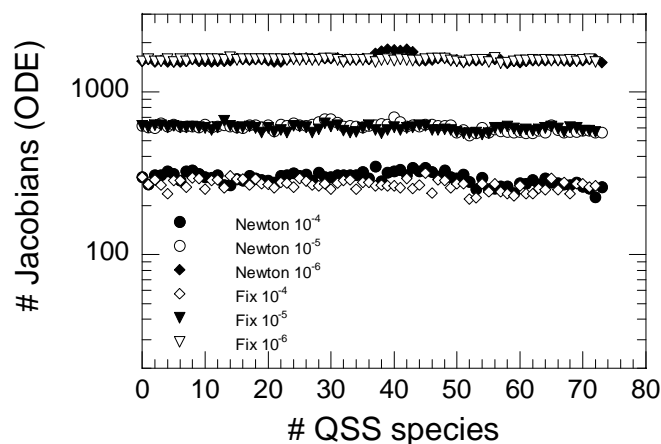 # Jacobians (ODE)
1000
100
Newton 10⁻⁴
Newton 10⁻⁵
Newton 10⁻⁶
Fix 10⁻⁴
Fix 10⁻⁵
Fix 10⁻⁶
0 10 20 30 40 50 60 70 80
# QSS species